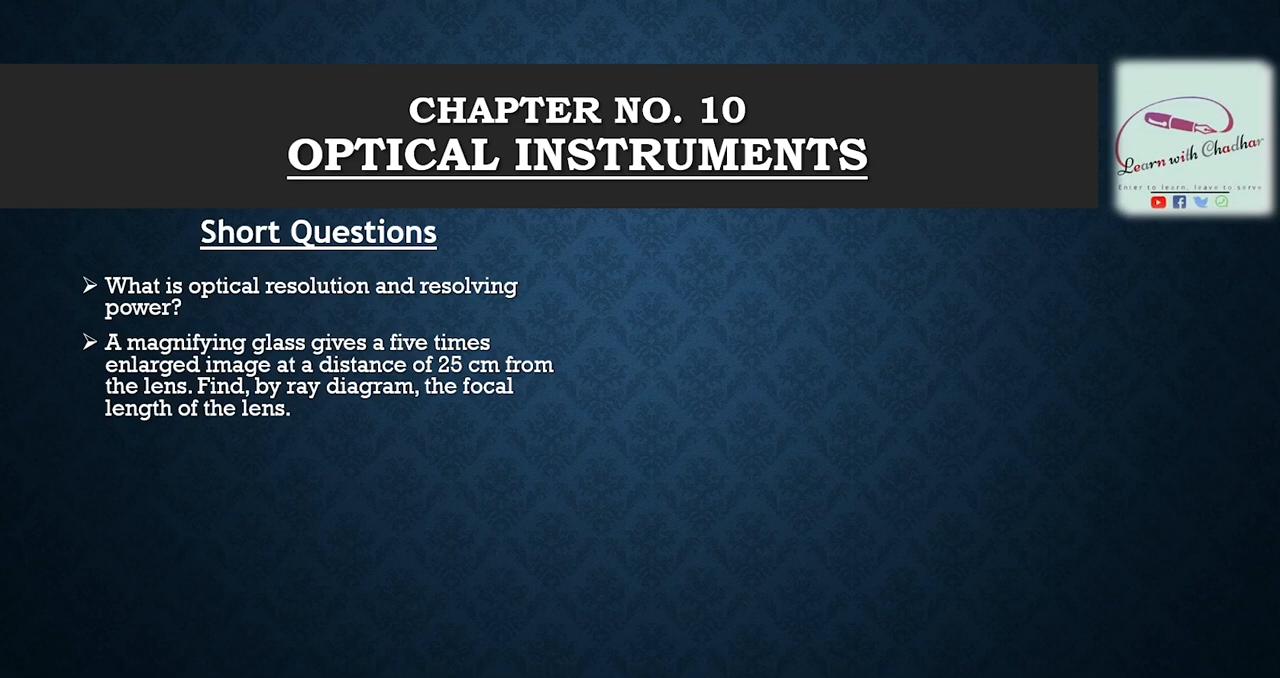 CHAPTER NO. 10
OPTICAL INSTRUMENTS
Learn with Chadhar
Enter to learn, leave to serve
Short Questions
➢ What is optical resolution and resolving
power?
➢ A magnifying glass gives a five times
enlarged image at a distance of 25 cm from
the lens. Find, by ray diagram, the focal
length of the lens.